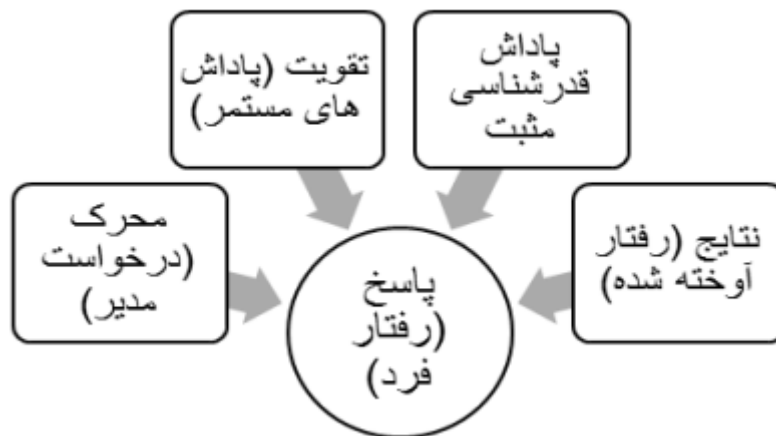 پاداش
قدرشناسی
مثبت
تقویت (پاداش
های مستمر)
نتایج (رفتار
آوخته شده)
محرک
(درخواست
مدیر)
پاسخ
(رفتار
فرد)